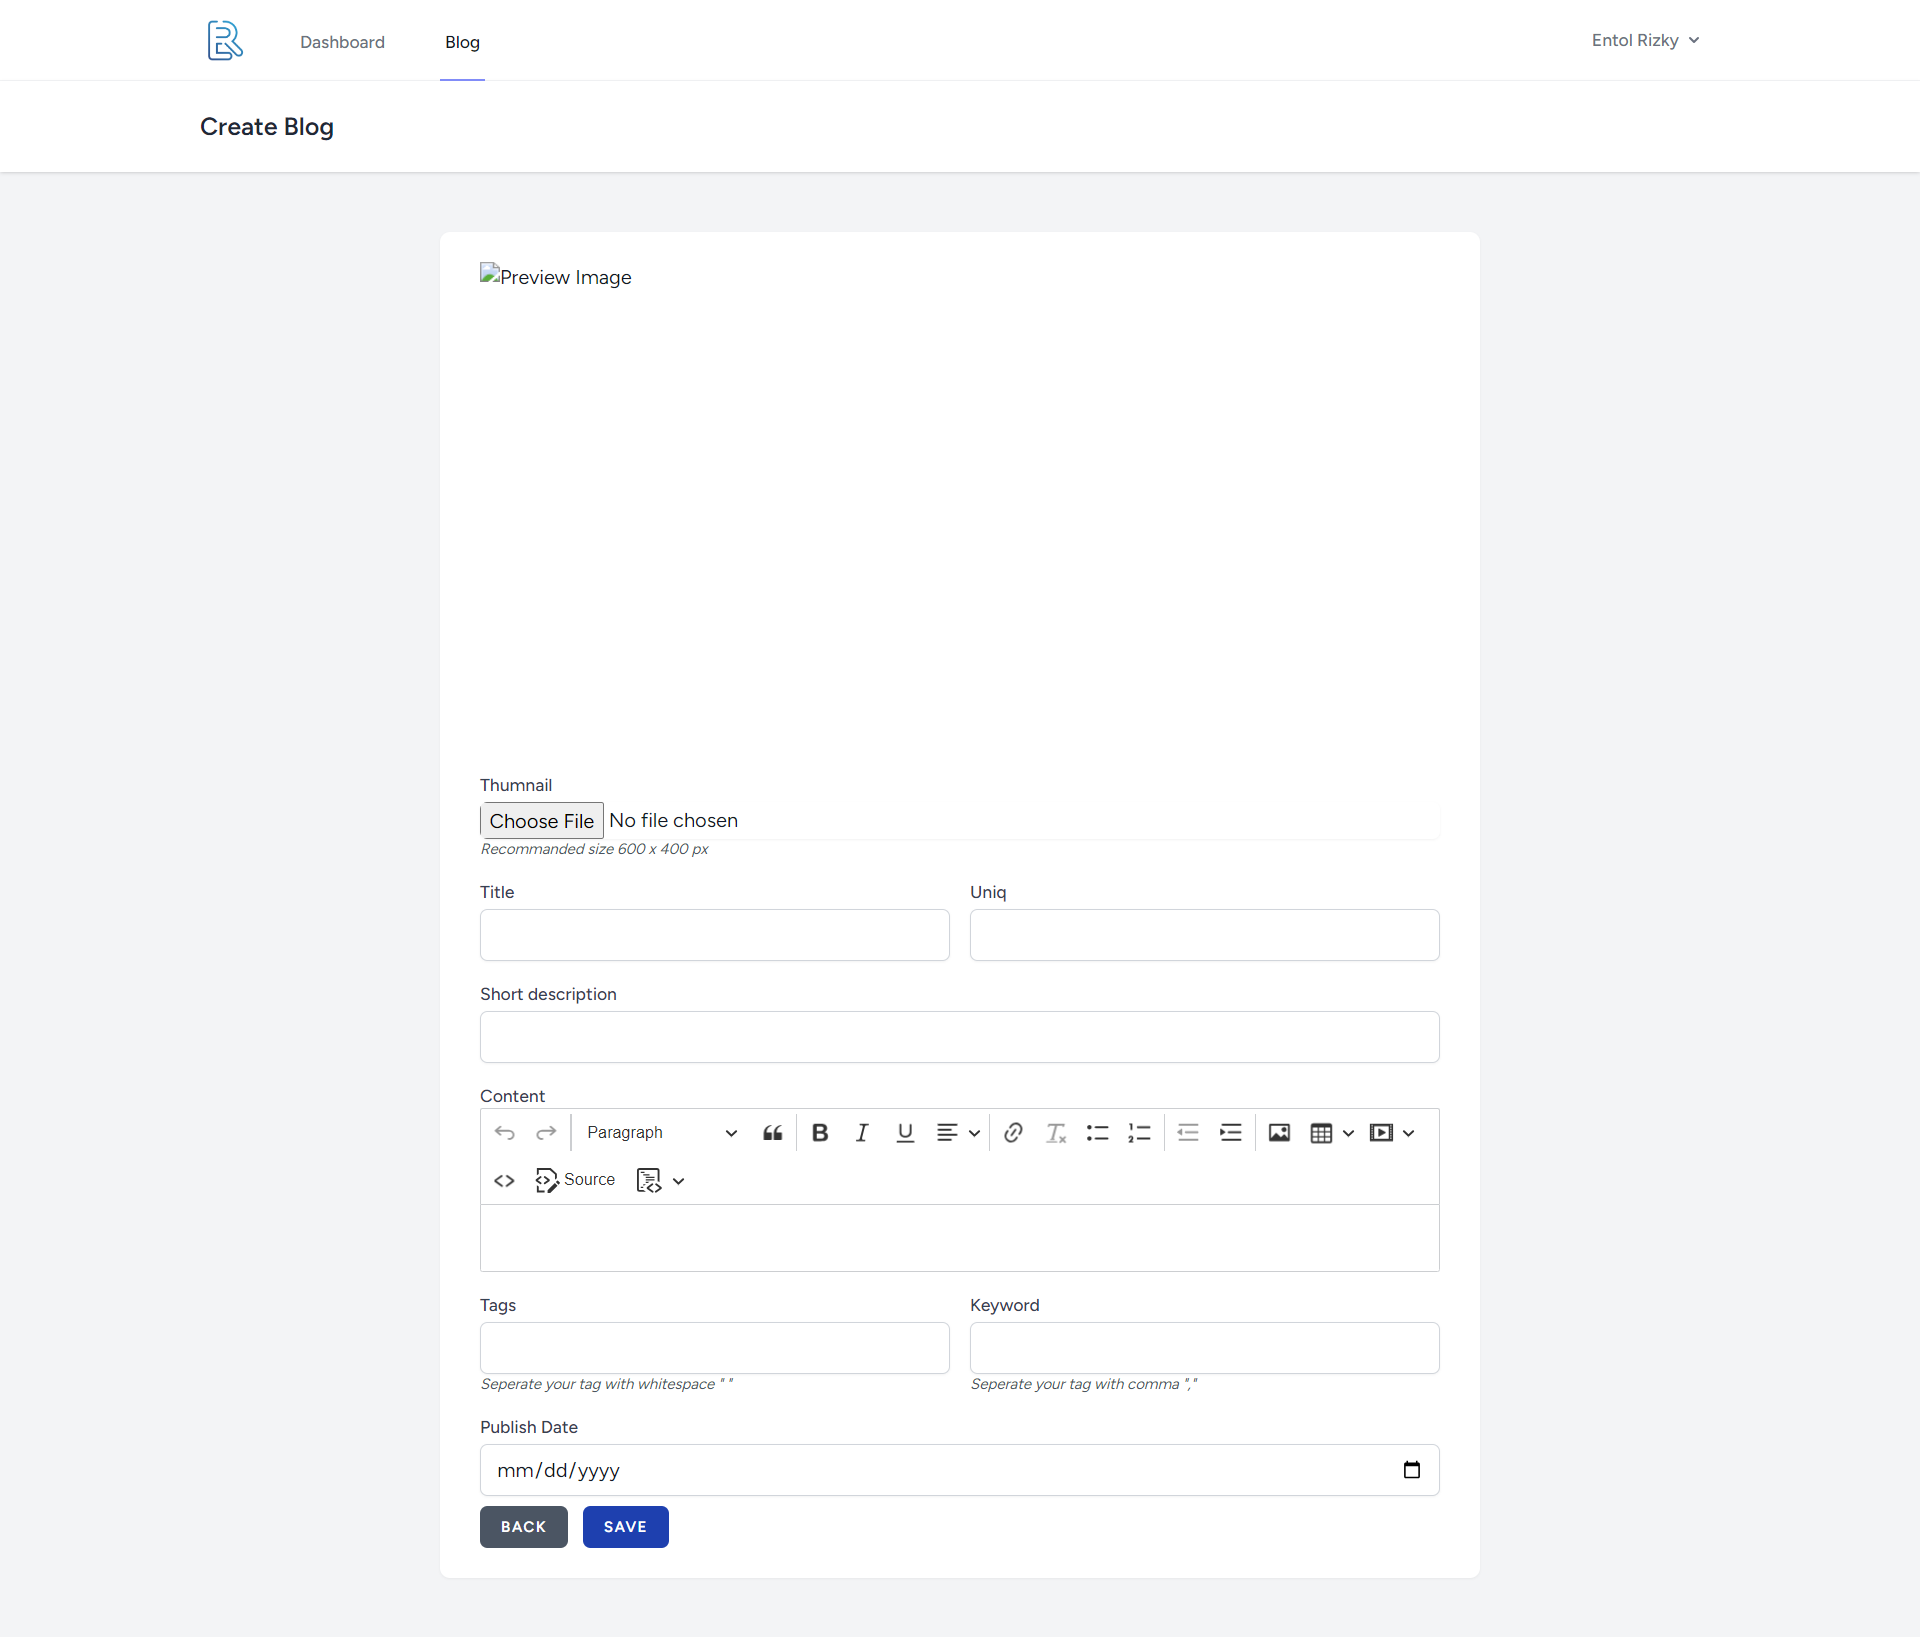 Dashboard
Blog
Entol Rizky
Create Blog
Preview Image
Thumnail
Choose File No file chosen
Recommanded size 600 x 400 px
Title
Uniq
Short description
Content
Paragraph
Source
Tags
Keyword
Seperate your tag with whitespace " "
Seperate your tag with comma ","
Publish Date
mm/dd/yyyy
BACK
SAVE